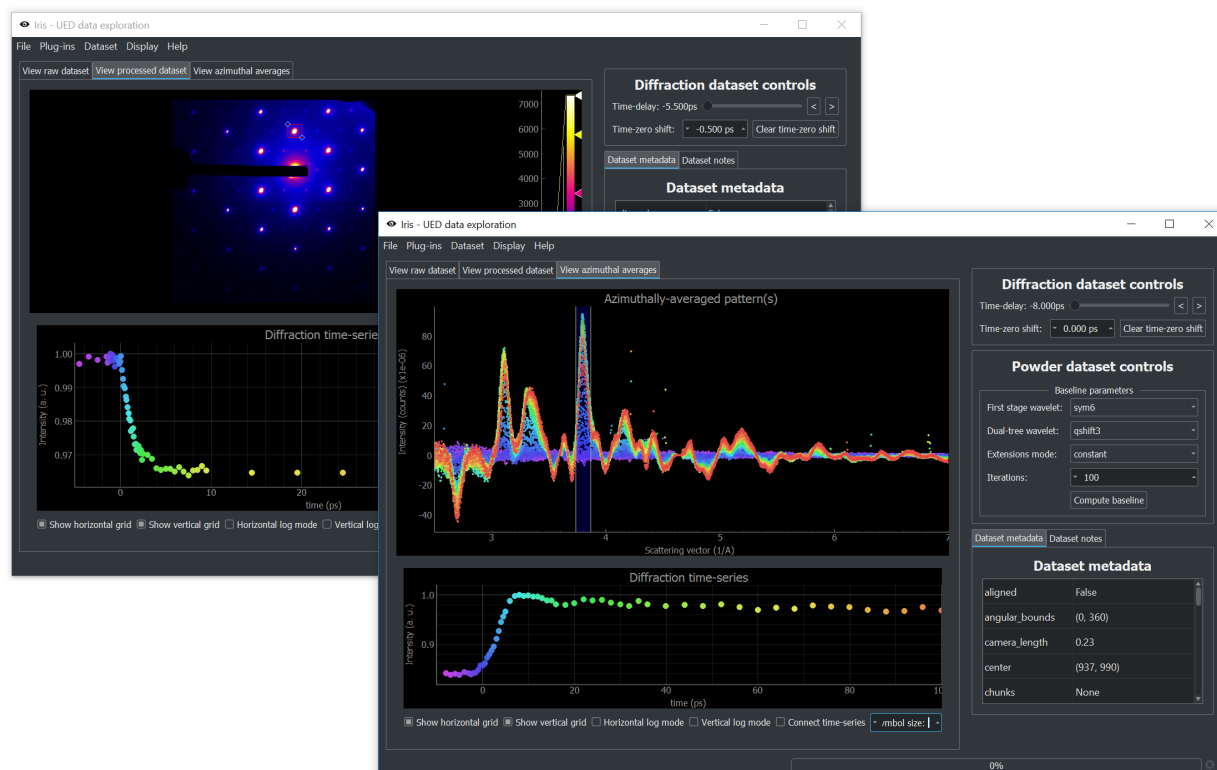 Iris - UED data exploration
File Plug-ins Dataset Display Help
View raw dataset View processed dataset View azimuthal averages
7000
6000
5000
4000
3000
Diffraction dataset controls
Time-delay: -5.500ps < >
Time-zero shift: -0.500 ps Clear time-zero shift
Dataset metadata Dataset notes
Dataset metadata
Diffraction time-serie
Intensity (a. u.)
1.00
0.99
0.98
0.97
0 10 20
time (ps)
Show horizontal grid Show vertical grid Horizontal log mode Vertical log
Iris - UED data exploration
File Plug-ins Dataset Display Help
View raw dataset View processed dataset View azimuthal averages
Azimuthally-averaged pattern(s)
Intensity (counts) (x1e-06)
80
60
40
20
0
-20
-40
3 4 5 6 7
Scattering vector (1/A)
Diffraction time-series
Intensity (a. u.)
1.0
0.9
0 20 40 60 80 100
time (ps)
Show horizontal grid Show vertical grid Horizontal log mode Vertical log mode Connect time-series mbol size:
Diffraction dataset controls
Time-delay: -8.000ps < >
Time-zero shift: 0.000 ps Clear time-zero shift
Powder dataset controls
Baseline parameters
First stage wavelet: sym6
Dual-tree wavelet: qshift3
Extensions mode: constant
Iterations: 100
Compute baseline
Dataset metadata Dataset notes
Dataset metadata
aligned False
angular_bounds (0, 360)
camera_length 0.23
center (937, 990)
chunks None
0%